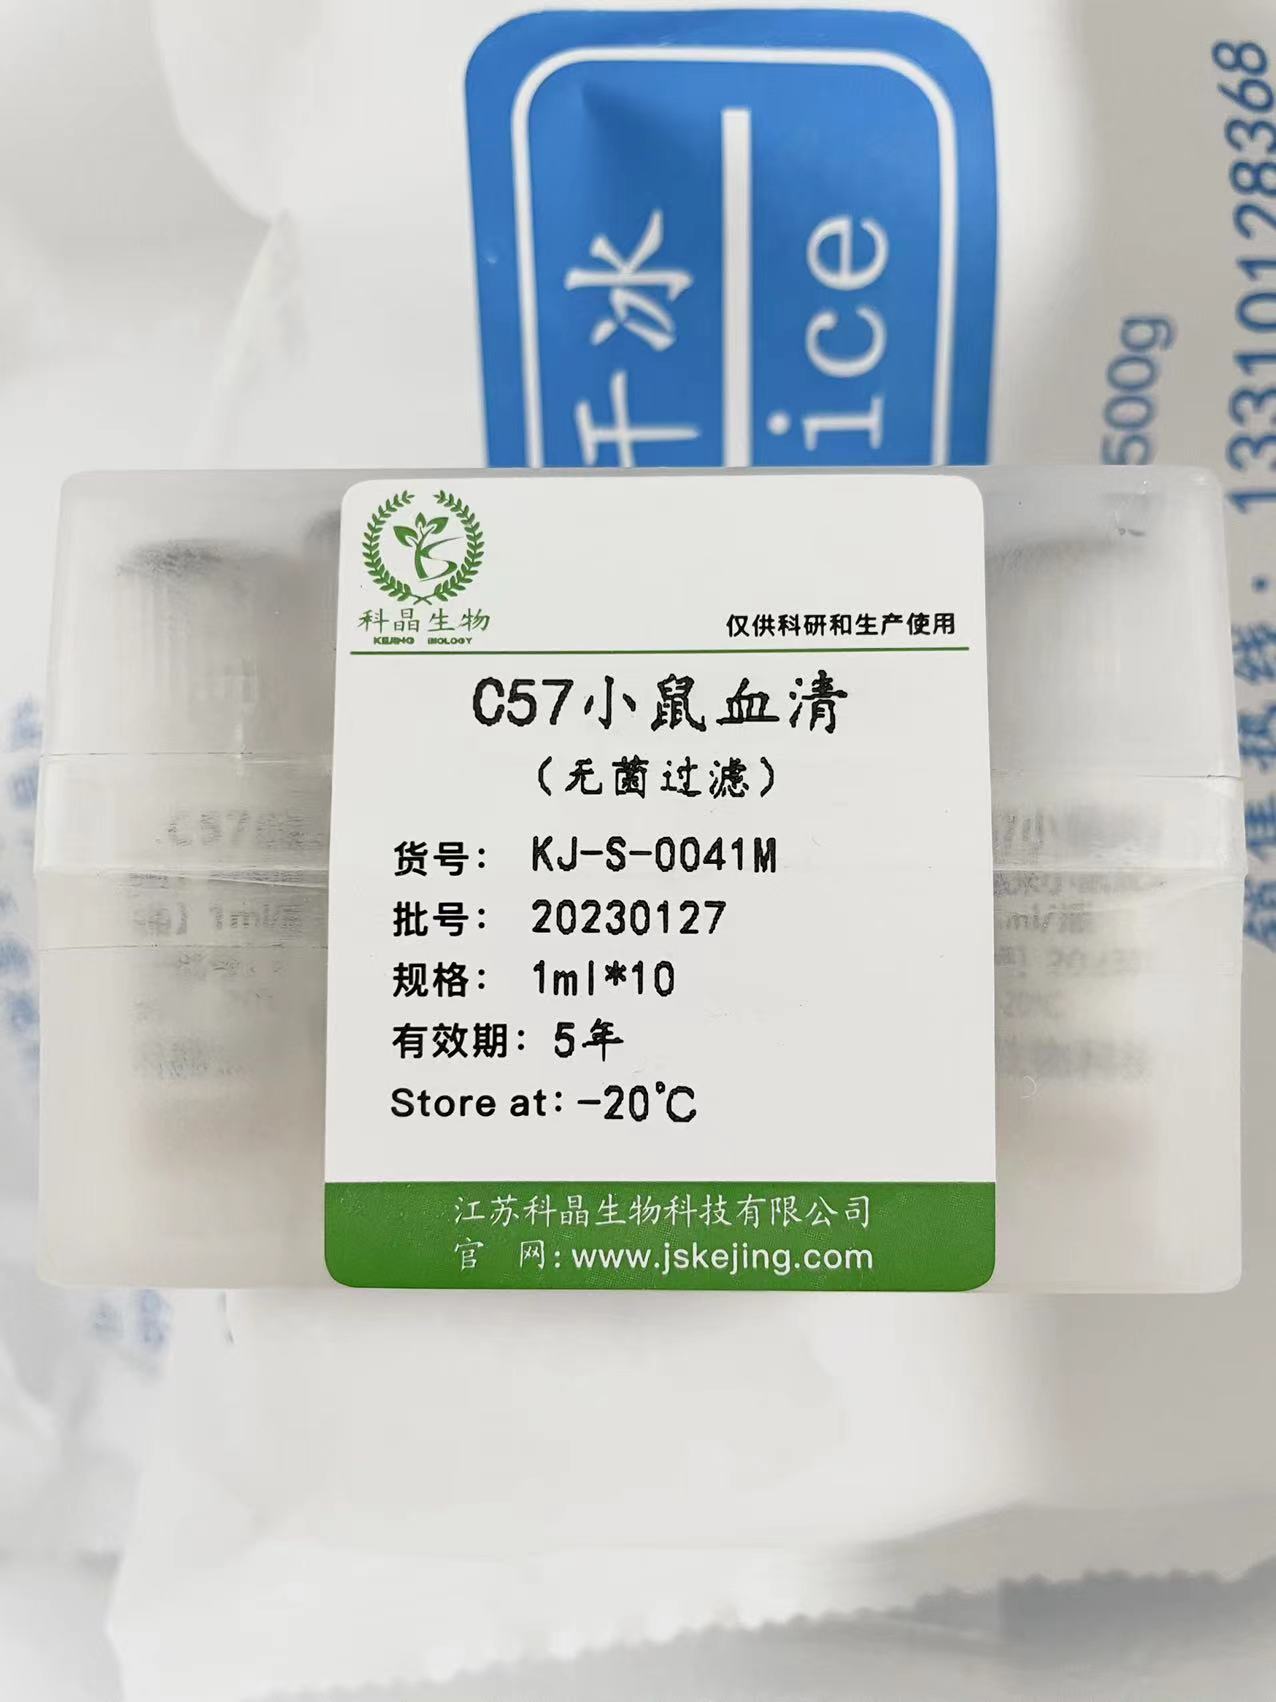 干冰
ice
500g
13310128368
科晶生物
KEJING BIOLOGY
仅供科研和生产使用
C57小鼠血清
（无菌过滤）
货号： KJ-S-0041M
批号： 20230127
规格： 1ml*10
有效期：5年
Store at：-20℃
江苏科晶生物科技有限公司
官 网：www.jskejing.com